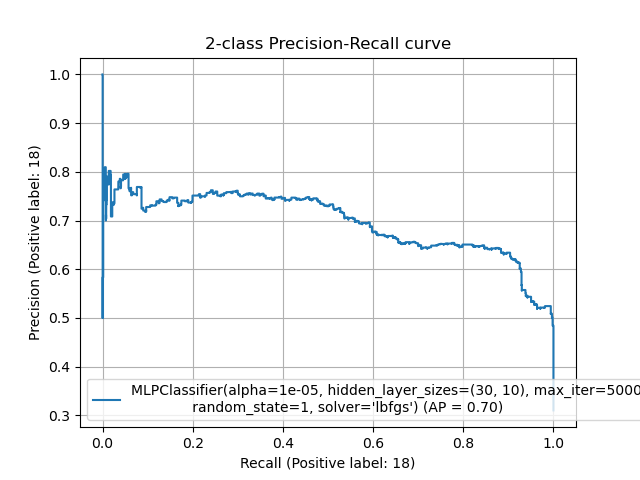 2-class Precision-Recall curve
Precision (Positive label: 18)
1.0
0.9
0.8
0.7
0.6
0.5
0.4
0.3
MLPClassifier(alpha=1e-05, hidden_layer_sizes=(30, 10), max_iter=5000
random_state=1, solver='lbfgs') (AP = 0.70)
0.0 0.2 0.4 0.6 0.8 1.0
Recall (Positive label: 18)